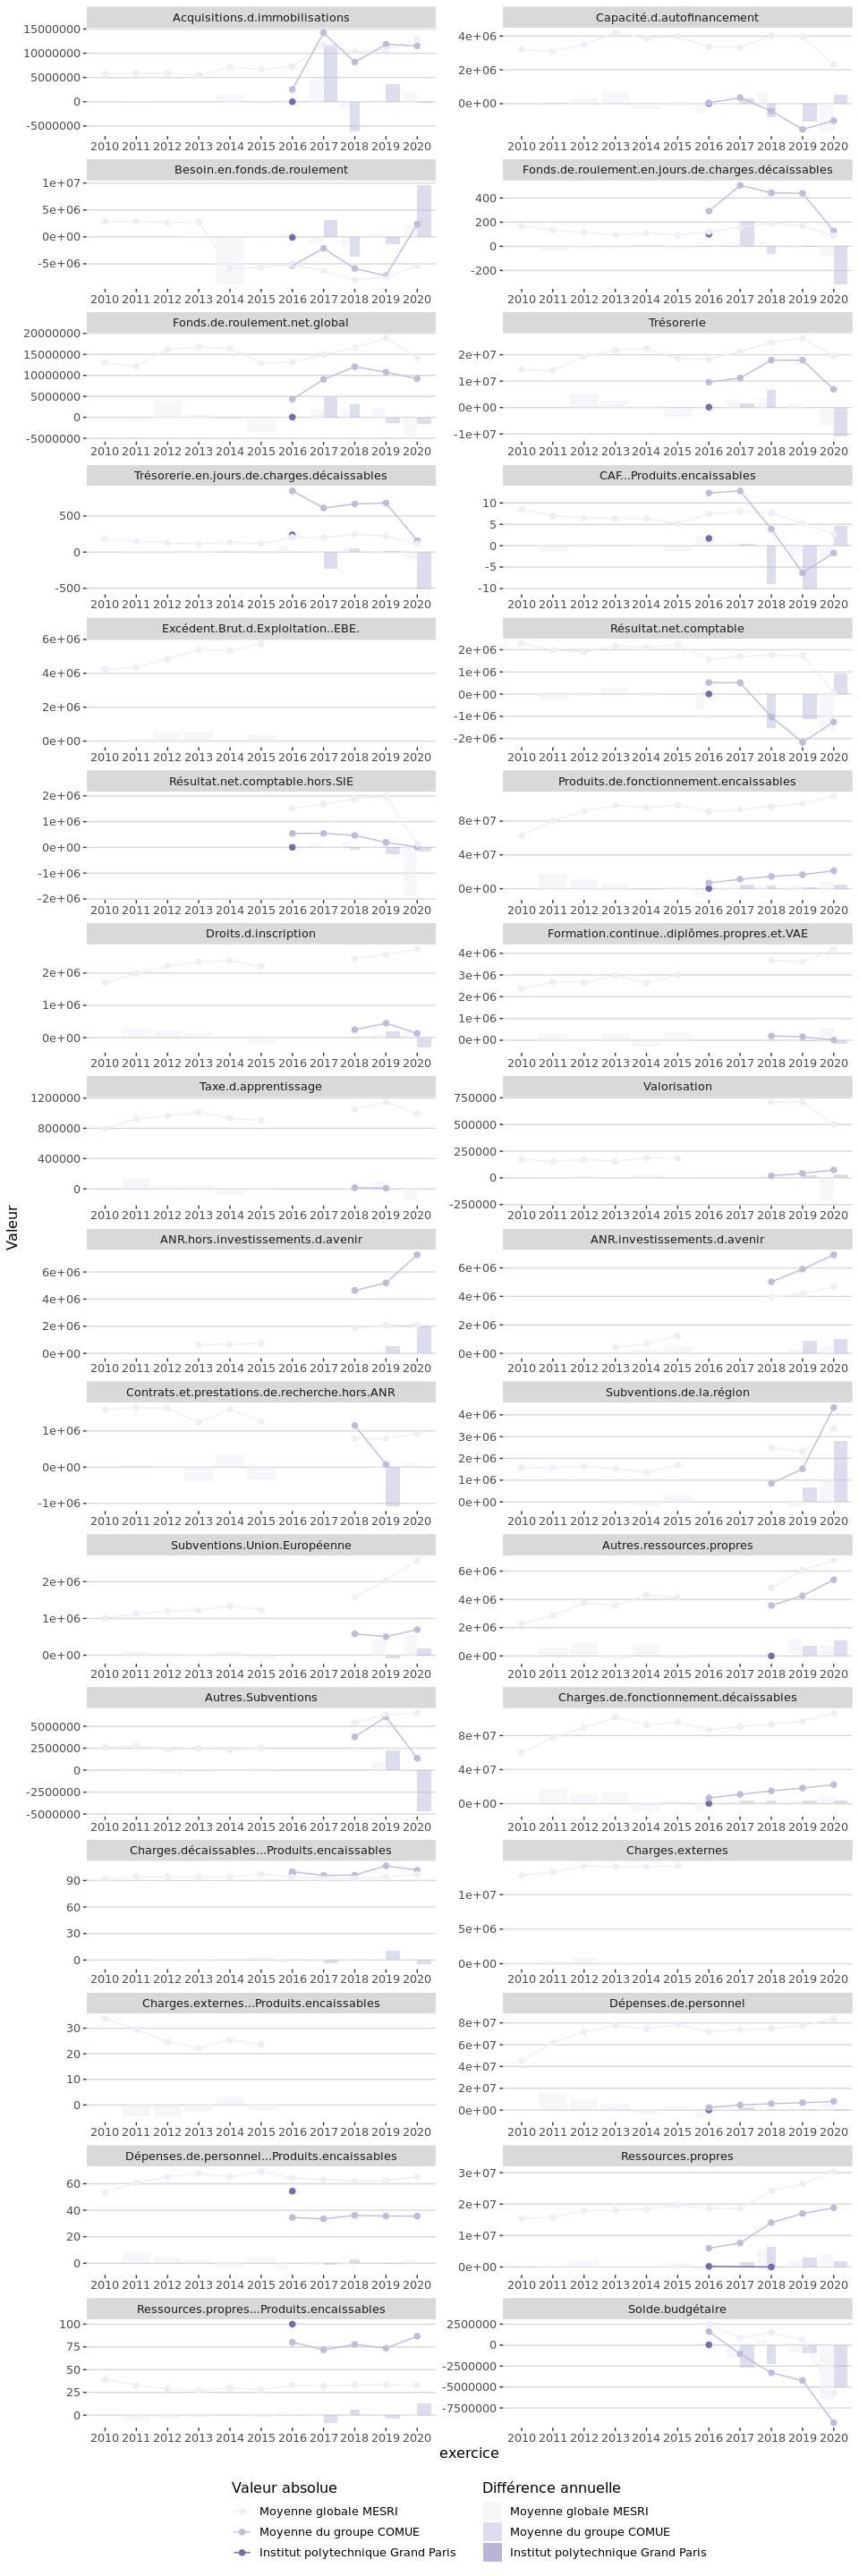 Acquisitions.d.immobilisations
Capacité.d.autofinancement
15000000
10000000
5000000
0
-5000000
4e+06
2e+06
0e+00
2010 2011 2012 2013 2014 2015 2016 2017 2018 2019 2020
2010 2011 2012 2013 2014 2015 2016 2017 2018 2019 2020
Besoin.en.fonds.de.roulement
Fonds.de.roulement.en.jours.de.charges.décaissables
1e+07
5e+06
0e+00
-5e+06
400
200
0
-200
2010 2011 2012 2013 2014 2015 2016 2017 2018 2019 2020
2010 2011 2012 2013 2014 2015 2016 2017 2018 2019 2020
Fonds.de.roulement.net.global
Trésorerie
20000000
15000000
10000000
5000000
0
-5000000
2e+07
1e+07
0e+00
-1e+07
2010 2011 2012 2013 2014 2015 2016 2017 2018 2019 2020
2010 2011 2012 2013 2014 2015 2016 2017 2018 2019 2020
Trésorerie.en.jours.de.charges.décaissables
CAF...Produits.encaissables
500
0
-500
10
5
0
-5
-10
2010 2011 2012 2013 2014 2015 2016 2017 2018 2019 2020
2010 2011 2012 2013 2014 2015 2016 2017 2018 2019 2020
Excédent.Brut.d.Exploitation..EBE.
Résultat.net.comptable
6e+06
4e+06
2e+06
0e+00
2e+06
1e+06
0e+00
-1e+06
-2e+06
2010 2011 2012 2013 2014 2015 2016 2017 2018 2019 2020
2010 2011 2012 2013 2014 2015 2016 2017 2018 2019 2020
Résultat.net.comptable.hors.SIE
Produits.de.fonctionnement.encaissables
2e+06
1e+06
0e+00
-1e+06
-2e+06
8e+07
4e+07
0e+00
2010 2011 2012 2013 2014 2015 2016 2017 2018 2019 2020
2010 2011 2012 2013 2014 2015 2016 2017 2018 2019 2020
Droits.d.inscription
Formation.continue..diplômes.propres.et.VAE
2e+06
1e+06
0e+00
4e+06
3e+06
2e+06
1e+06
0e+00
2010 2011 2012 2013 2014 2015 2016 2017 2018 2019 2020
2010 2011 2012 2013 2014 2015 2016 2017 2018 2019 2020
Taxe.d.apprentissage
Valorisation
1200000
800000
400000
0
750000
500000
250000
0
-250000
2010 2011 2012 2013 2014 2015 2016 2017 2018 2019 2020
2010 2011 2012 2013 2014 2015 2016 2017 2018 2019 2020
Valeur
ANR.hors.investissements.d.avenir
ANR.investissements.d.avenir
6e+06
4e+06
2e+06
0e+00
6e+06
4e+06
2e+06
0e+00
2010 2011 2012 2013 2014 2015 2016 2017 2018 2019 2020
2010 2011 2012 2013 2014 2015 2016 2017 2018 2019 2020
Contrats.et.prestations.de.recherche.hors.ANR
Subventions.de.la.région
1e+06
0e+00
-1e+06
4e+06
3e+06
2e+06
1e+06
0e+00
2010 2011 2012 2013 2014 2015 2016 2017 2018 2019 2020
2010 2011 2012 2013 2014 2015 2016 2017 2018 2019 2020
Subventions.Union.Européenne
Autres.ressources.propres
2e+06
1e+06
0e+00
6e+06
4e+06
2e+06
0e+00
2010 2011 2012 2013 2014 2015 2016 2017 2018 2019 2020
2010 2011 2012 2013 2014 2015 2016 2017 2018 2019 2020
Autres.Subventions
Charges.de.fonctionnement.décaissables
5000000
2500000
0
-2500000
-5000000
8e+07
4e+07
0e+00
2010 2011 2012 2013 2014 2015 2016 2017 2018 2019 2020
2010 2011 2012 2013 2014 2015 2016 2017 2018 2019 2020
Charges.décaissables...Produits.encaissables
Charges.externes
90
60
30
0
1e+07
5e+06
0e+00
2010 2011 2012 2013 2014 2015 2016 2017 2018 2019 2020
2010 2011 2012 2013 2014 2015 2016 2017 2018 2019 2020
Charges.externes...Produits.encaissables
Dépenses.de.personnel
30
20
10
0
8e+07
6e+07
4e+07
2e+07
0e+00
2010 2011 2012 2013 2014 2015 2016 2017 2018 2019 2020
2010 2011 2012 2013 2014 2015 2016 2017 2018 2019 2020
Dépenses.de.personnel...Produits.encaissables
Ressources.propres
60
40
20
0
3e+07
2e+07
1e+07
0e+00
2010 2011 2012 2013 2014 2015 2016 2017 2018 2019 2020
2010 2011 2012 2013 2014 2015 2016 2017 2018 2019 2020
Ressources.propres...Produits.encaissables
Solde.budgétaire
100
75
50
25
0
2500000
0
-2500000
-5000000
-7500000
2010 2011 2012 2013 2014 2015 2016 2017 2018 2019 2020
2010 2011 2012 2013 2014 2015 2016 2017 2018 2019 2020
exercice
Valeur absolue
Moyenne globale MESRI
Moyenne du groupe COMUE
Institut polytechnique Grand Paris
Différence annuelle
Moyenne globale MESRI
Moyenne du groupe COMUE
Institut polytechnique Grand Paris